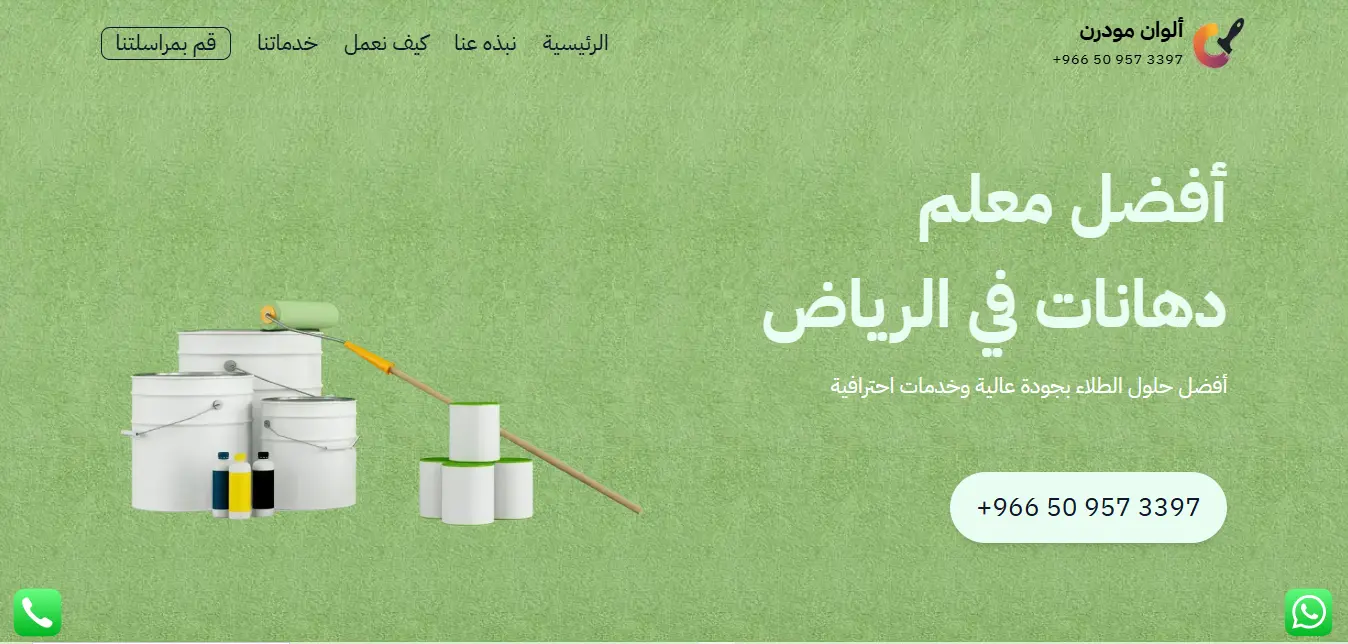 ألوان مودرن
+966 50 957 3397
الرئيسية
نبذه عنا
كيف نعمل
خدماتنا
قم بمراسلتنا
أفضل معلم
دهانات في الرياض
أفضل حلول الطلاء بجودة عالية وخدمات احترافية
+966 50 957 3397